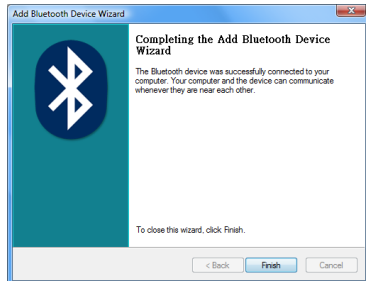 Add Bluetooth Device Wizard
Completing the Add Bluetooth Device
Wizard
The Bluetooth device was successfully connected to your
computer. Your computer and the device can communicate
whenever they are near each other.
To close this wizard, click Finish.
< Back
Finish
Cancel